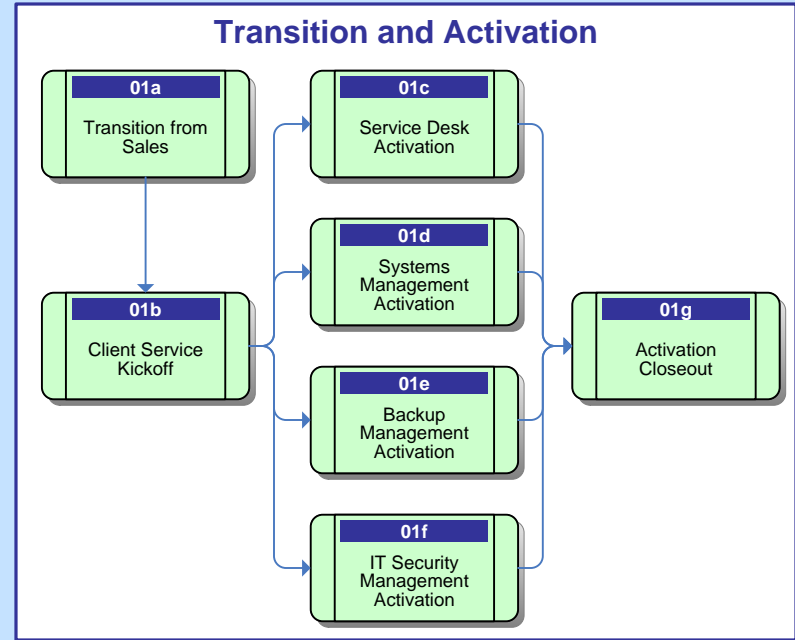 Transition and Activation
01a
Transition from
Sales
01b
Client Service
Kickoff
01c
Service Desk
Activation
01d
Systems
Management
Activation
01e
Backup
Management
Activation
01f
IT Security
Management
Activation
01g
Activation
Closeout